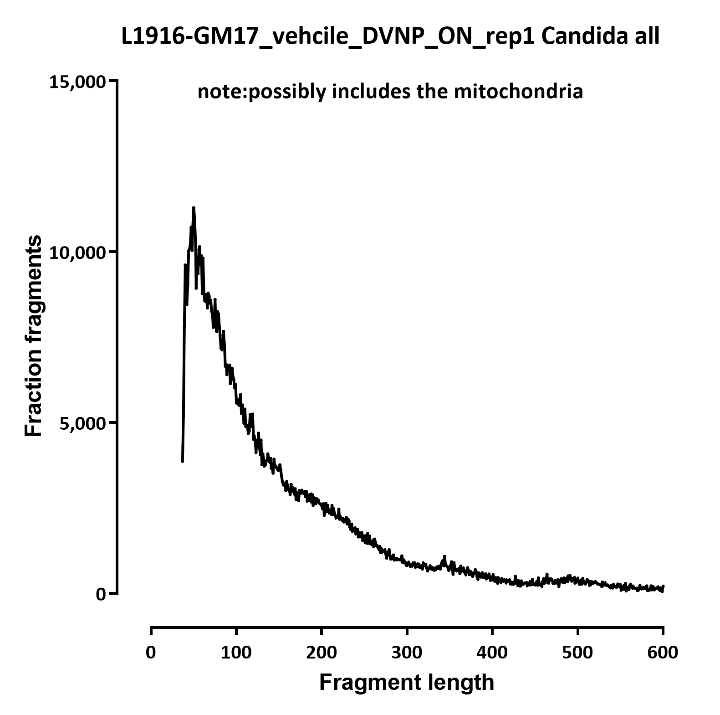 L1916-GM17_vehcile_DVNP_ON_rep1 Candida all
note:possibly includes the mitochondria
15,000
10,000
5,000
0
Fraction fragments
0 100 200 300 400 500 600
Fragment length